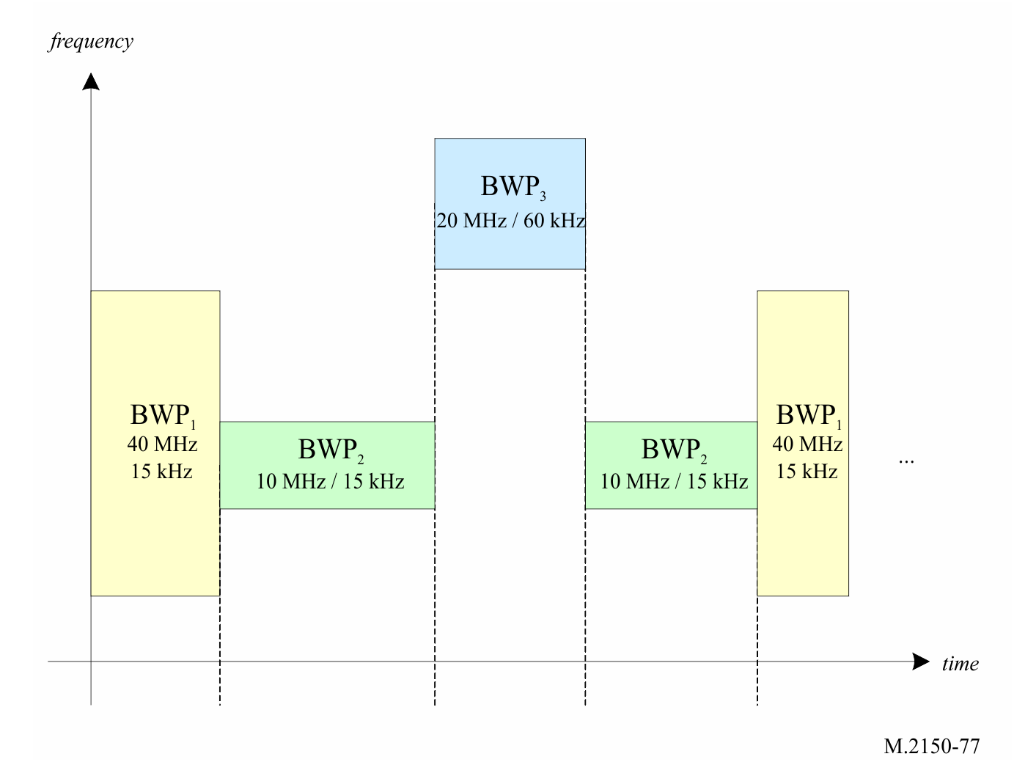 frequency
BWP3
20 MHz / 60 kHz
BWP1
40 MHz
15 kHz
BWP2
10 MHz / 15 kHz
BWP2
10 MHz / 15 kHz
BWP1
40 MHz
15 kHz
...
time
M.2150-77